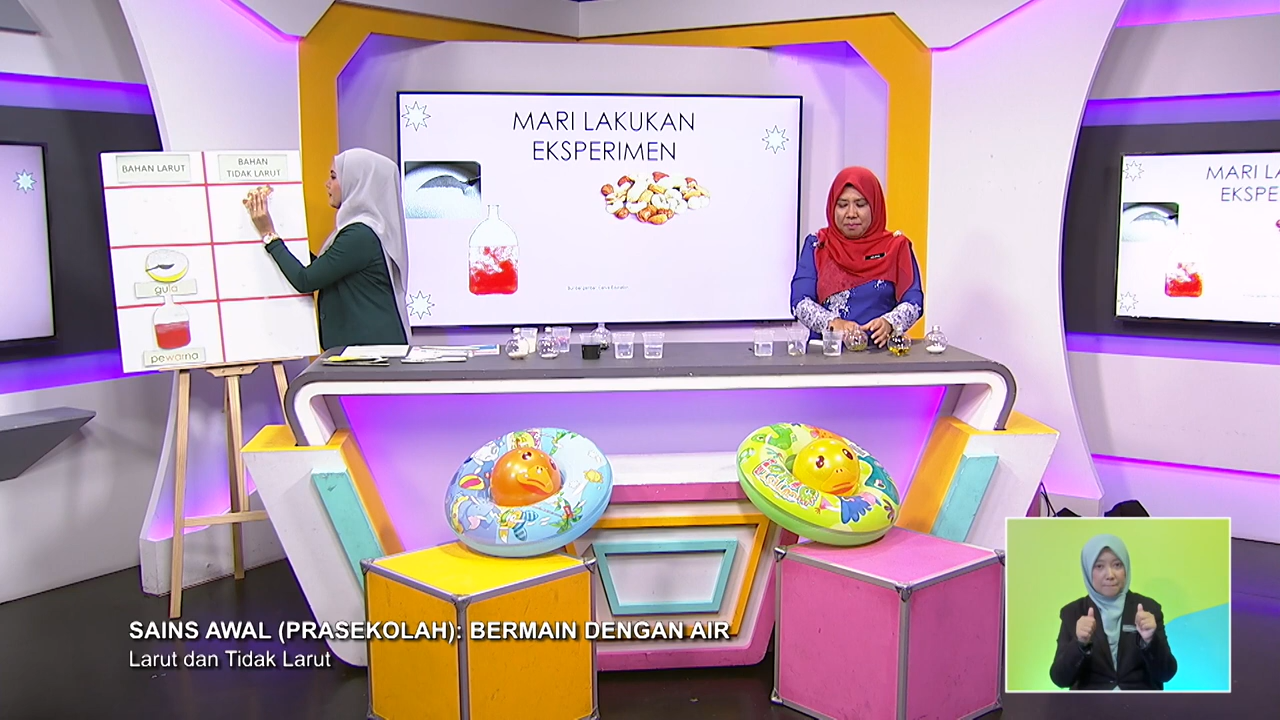 MARI LAKUKAN
EKSPERIMEN
BAHAN LARUT
BAHAN
TIDAK LARUT
gula
pewarna
MARI LA
EKSPE
SAINS AWAL (PRASEKOLAH): BERMAIN DENGAN AIR
Larut dan Tidak Larut